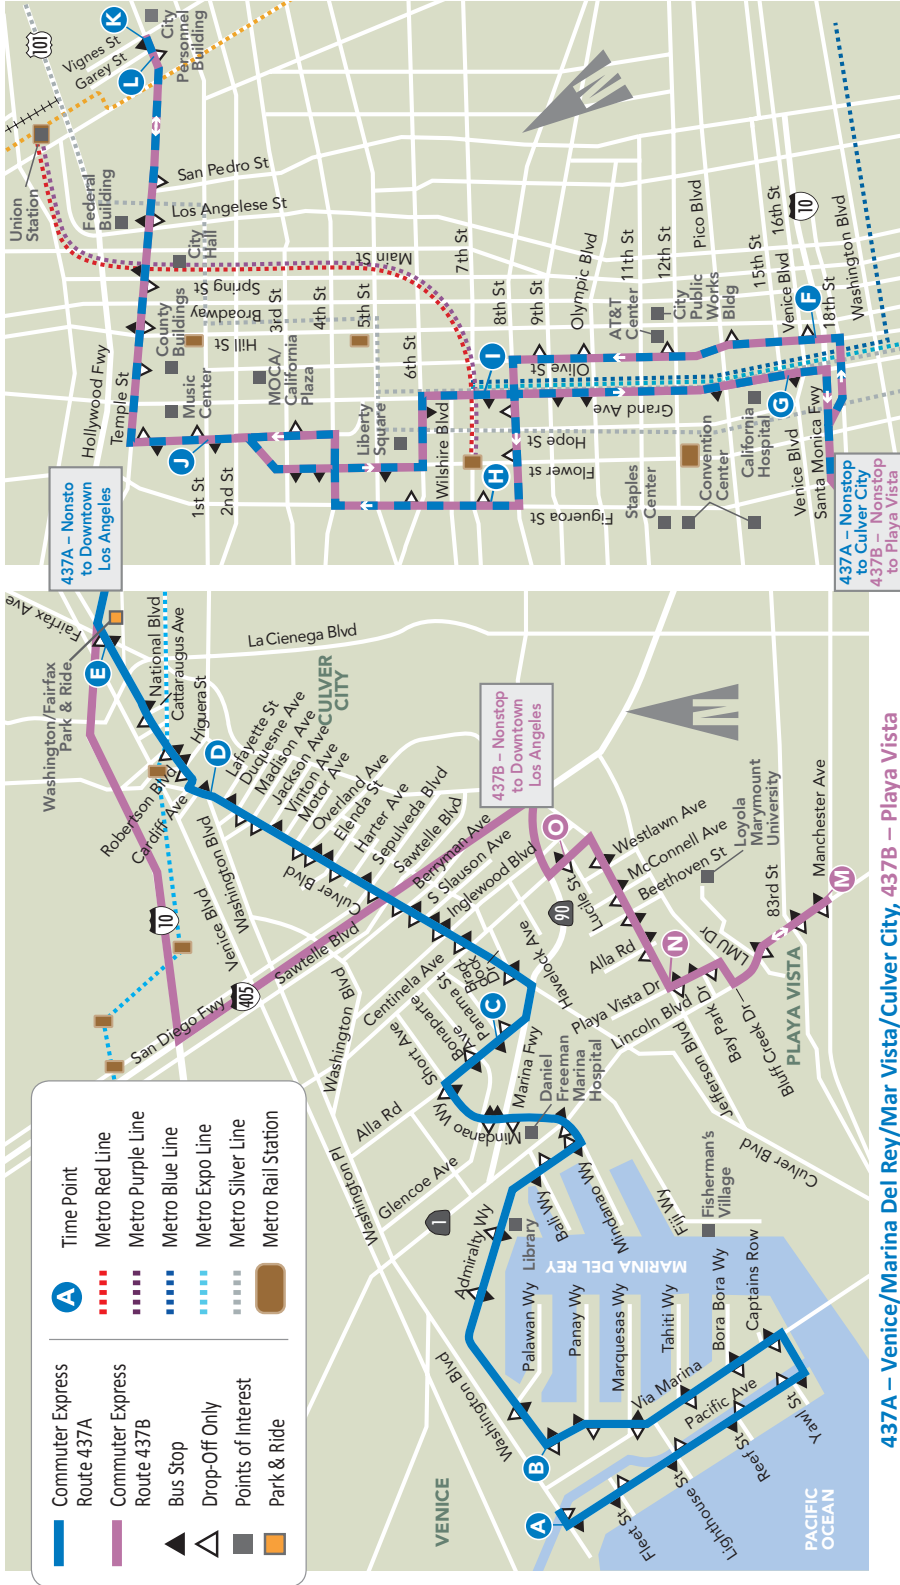 Commuter Express
Route 437A
Commuter Express
Route 437B
Bus Stop
Drop-Off Only
Points of Interest
Park & Ride
A
Time Point
Metro Red Line
Metro Purple Line
Metro Blue Line
Metro Expo Line
Metro Silver Line
Metro Rail Station
VENICE
PACIFIC
OCEAN
MARINA DEL REY
CULVER
CITY
PLAYA VISTA
A
B
C
D
E
M
N
O
Washington Blvd
Admiralty Wy
Palawan Wy
Panay Wy
Marquesas Wy
Tahiti Wy
Bora Bora Wy
Captains Row
Via Marina
Pacific Ave
Fleet St
Lighthouse St
Reef St
Yawl St
Library
Bali Wy
Mindanao Wy
Fiji Wy
Fisherman's
Village
1
Washington Pl
Glencoe Ave
Alla Rd
Mindanao Wy
Short Ave
Bonaparte
Ave
Panama St
Beach
Rock
Dr
Centinela Ave
Marina Fwy
Daniel
Freeman
Marina
Hospital
Culver Blvd
Jefferson Blvd
Lincoln Blvd
Playa Vista Dr
Bay Park Dr
Bluff Creek Dr
LMU Dr
83rd St
Manchester Ave
Loyola
Marymount
University
Beethoven St
McConnell Ave
Westlawn Ave
Alla Rd
Lucile St
90
Havelock Ave
Inglewood Blvd
S Slauson Ave
Berryman Ave
Sawtelle Blvd
Sepulveda Blvd
Harter Ave
Elenda St
Overland Ave
Motor Ave
Vinton Ave
Jackson Ave
Madison Ave
Duquesne Ave
Lafayette St
Higuera St
Cattaraugus Ave
National Blvd
La Cienega Blvd
Fairfax Ave
Washington/Fairfax
Park & Ride
Robertson Blvd
Cardiff Ave
Washington Blvd
Venice Blvd
Culver Blvd
Sawtelle Blvd
Washington Blvd
San Diego Fwy
405
10
437B – Nonstop
to Downtown
Los Angeles
437A – Nonsto
to Downtown
Los Angeles
437A – Nonstop
to Culver City
437B – Nonstop
to Playa Vista
F
G
H
I
J
K
L
101
Vignes St
Garey St
City
Personnel
Building
Union
Station
Federal
Building
San Pedro St
Los Angelese St
City
Hall
Main St
Spring St
Broadway
Hill St
County
Buildings
Music
Center
MOCA/
California
Plaza
Hollywood Fwy
Temple St
1st St
2nd St
3rd St
4th St
5th St
6th St
Liberty
Square
Wilshire Blvd
7th St
8th St
9th St
Olympic Blvd
11th St
12th St
Pico Blvd
15th St
16th St
10
Venice Blvd
18th St
Washington Blvd
AT&T
Center
City
Public
Works
Bldg
Olive St
Grand Ave
Hope St
Flower st
Figueroa St
Staples
Center
Convention
Center
California
Hospital
Venice Blvd
Santa Monica Fwy
N
N
437A – Venice/Marina Del Rey/Mar Vista/Culver City, 437B – Playa Vista